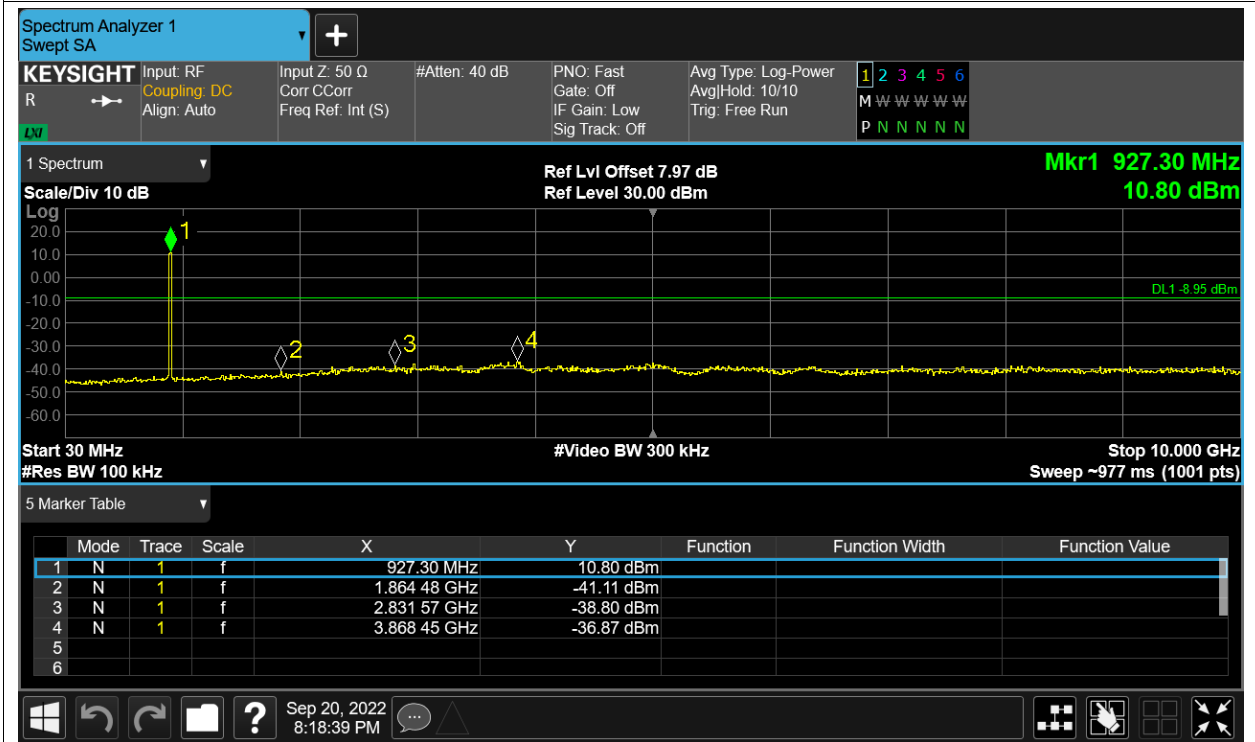 Spectrum Analyzer 1
Swept SA
+
KEYSIGHT Input: RF Input Z: 50 Ω #Atten: 40 dB PNO: Fast Avg Type: Log-Power 1 2 3 4 5 6
R Coupling: DC Corr CCorr Gate: Off Avg|Hold: 10/10 M W W W W W
Align: Auto Freq Ref: Int (S) IF Gain: Low Trig: Free Run
LXI Sig Track: Off P N N N N N
1 Spectrum Ref Lvl Offset 7.97 dB Mkr1 927.30 MHz
Scale/Div 10 dB Ref Level 30.00 dBm 10.80 dBm
Log
20.0 1
10.0
0.00
DL1 -8.95 dBm
-10.0
-20.0
-30.0 2 3 4
-40.0
-50.0
-60.0
Start 30 MHz #Video BW 300 kHz Stop 10.000 GHz
#Res BW 100 kHz Sweep ~977 ms (1001 pts)
5 Marker Table
Mode Trace Scale X Y Function Function Width Function Value
1 N 1 f 927.30 MHz 10.80 dBm
2 N 1 f 1.864 48 GHz -41.11 dBm
3 N 1 f 2.831 57 GHz -38.80 dBm
4 N 1 f 3.868 45 GHz -36.87 dBm
5
6
? Sep 20, 2022
8:18:39 PM